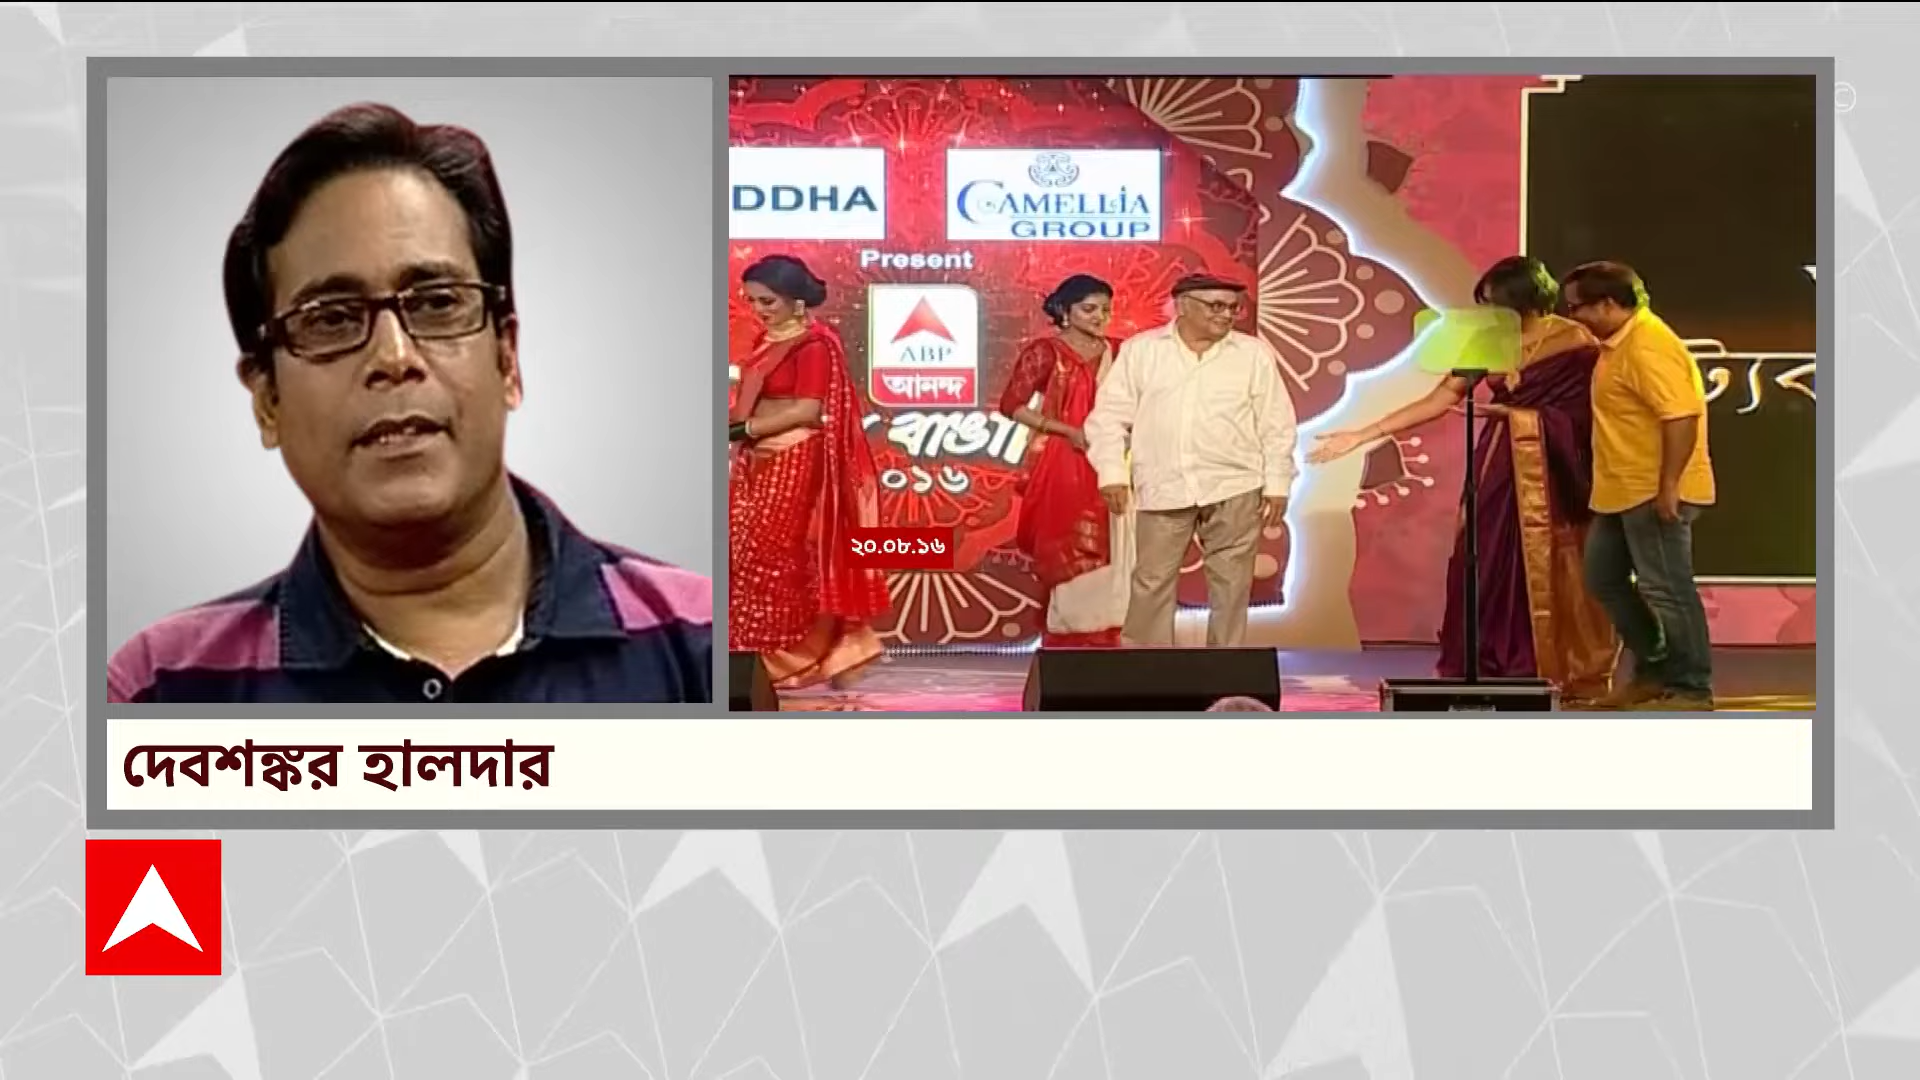 DDHA
CAMELLIA
GROUP
Present
ABP
আনন্দ
বাঙালি
০১৬
২০.০৮.১৬
দেবশঙ্কর হালদার
©